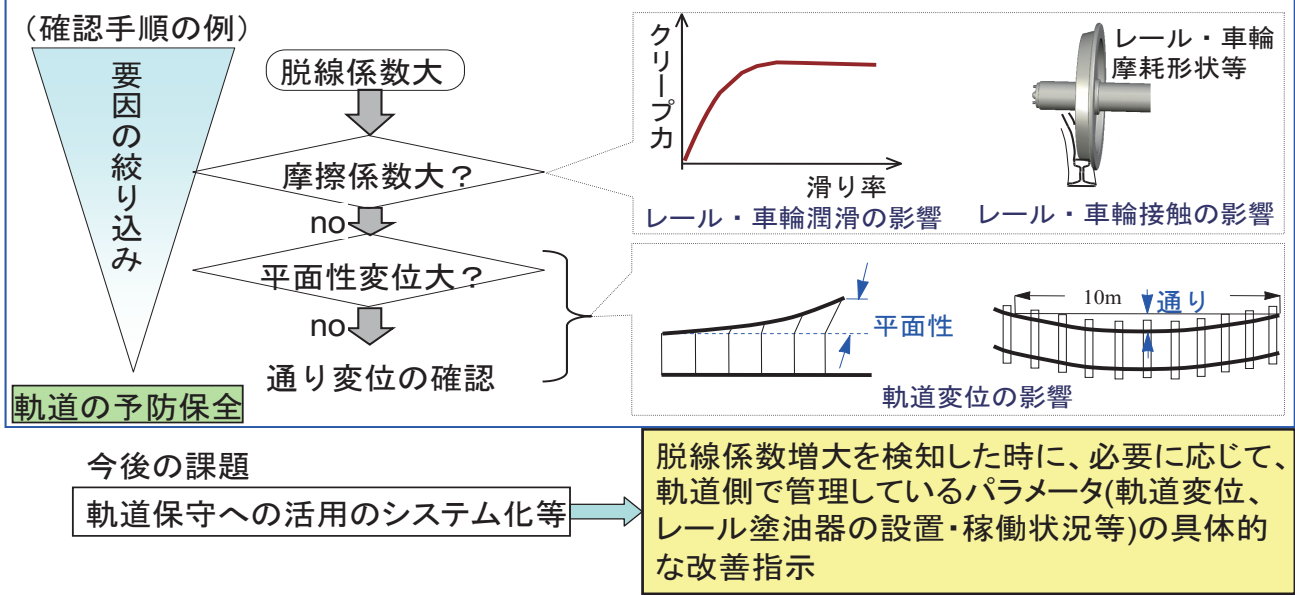 （確認手順の例）
要因の絞り込み
脱線係数大
摩擦係数大？
no
平面性変位大？
no
通り変位の確認
軌道の予防保全
クリープ力
滑り率
レール・車輪潤滑の影響
レール・車輪
摩耗形状等
レール・車輪接触の影響
平面性
10m
通り
軌道変位の影響
今後の課題
軌道保守への活用のシステム化等
脱線係数増大を検知した時に、必要に応じて、
軌道側で管理しているパラメータ(軌道変位、
レール塗油器の設置・稼働状況等)の具体的
な改善指示